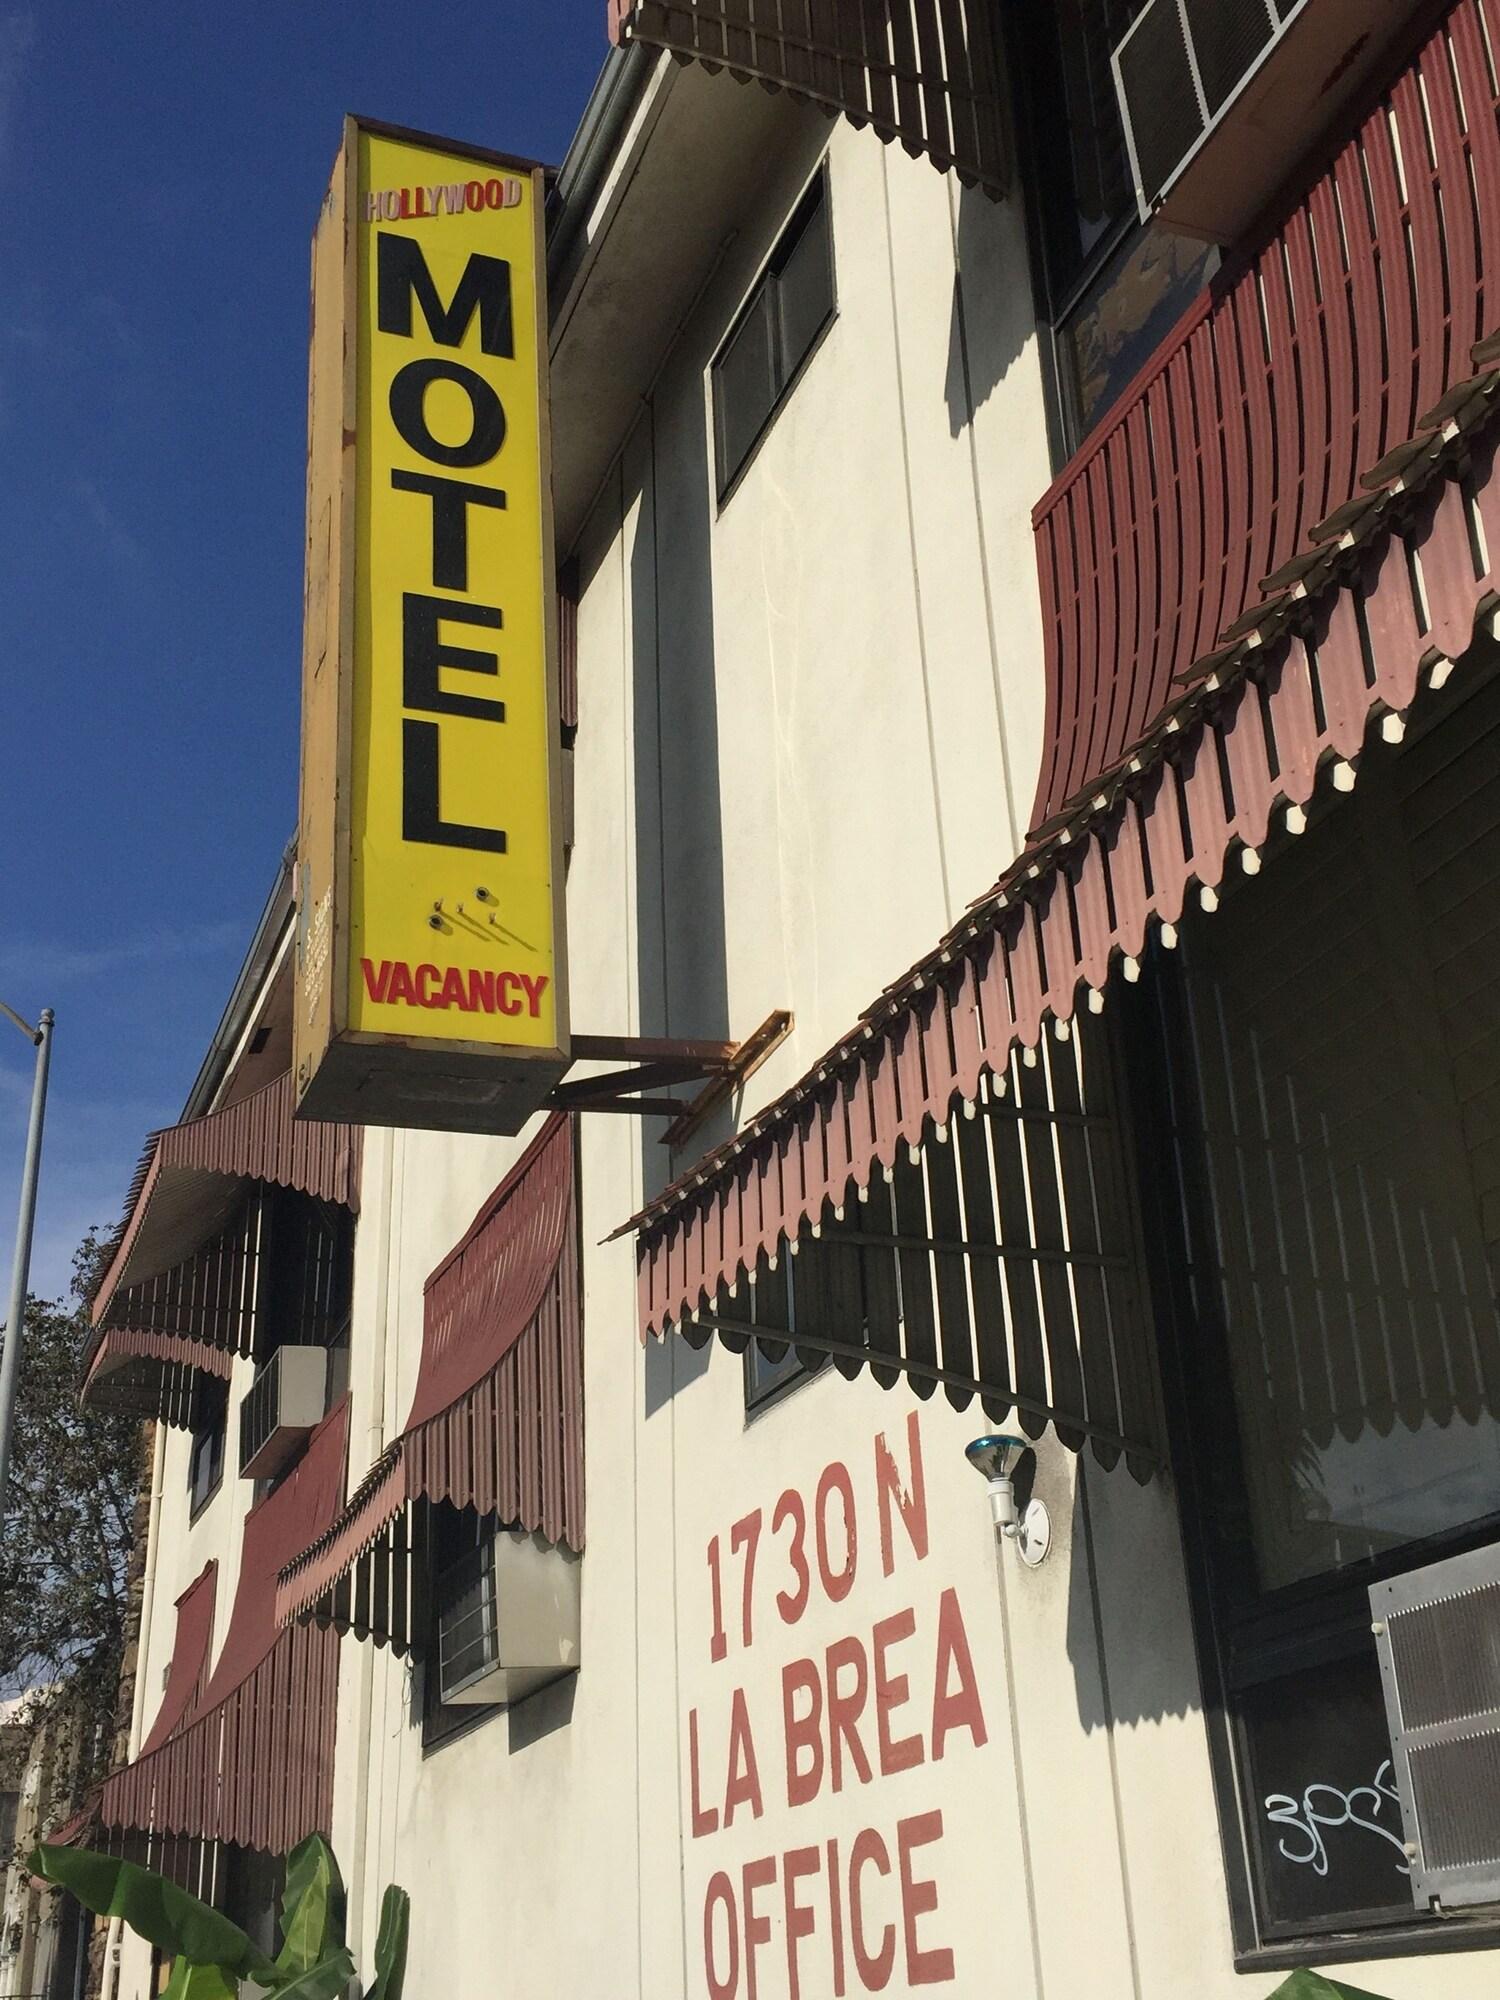 HOLLYWOOD
MOTEL
VACANCY
1730 N
LA BREA
OFFICE